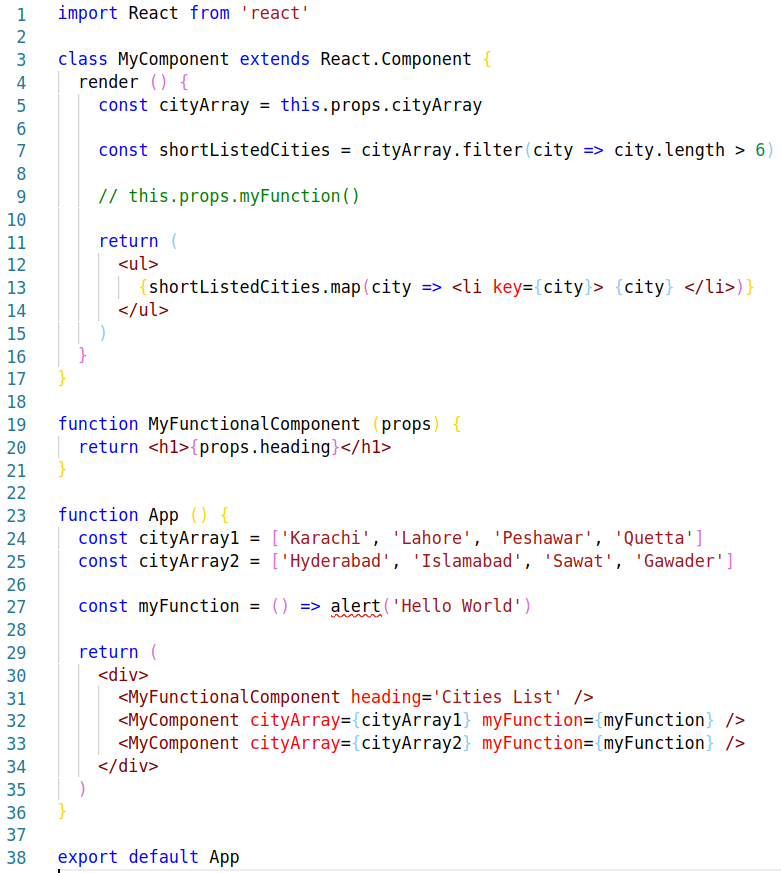 1 import React from 'react'
2
3 class MyComponent extends React.Component {
4 render () {
5 const cityArray = this.props.cityArray
6
7 const shortListedCities = cityArray.filter(city => city.length > 6)
8
9 // this.props.myFunction()
10
11 return (
12 <ul>
13 {shortListedCities.map(city => <li key={city}> {city} </li>)}
14 </ul>
15 )
16 }
17 }
18
19 function MyFunctionalComponent (props) {
20 return <h1>{props.heading}</h1>
21 }
22
23 function App () {
24 const cityArray1 = ['Karachi', 'Lahore', 'Peshawar', 'Quetta']
25 const cityArray2 = ['Hyderabad', 'Islamabad', 'Sawat', 'Gawader']
26
27 const myFunction = () => alert('Hello World')
28
29 return (
30 <div>
31 <MyFunctionalComponent heading='Cities List' />
32 <MyComponent cityArray={cityArray1} myFunction={myFunction} />
33 <MyComponent cityArray={cityArray2} myFunction={myFunction} />
34 </div>
35 )
36 }
37
38 export default App